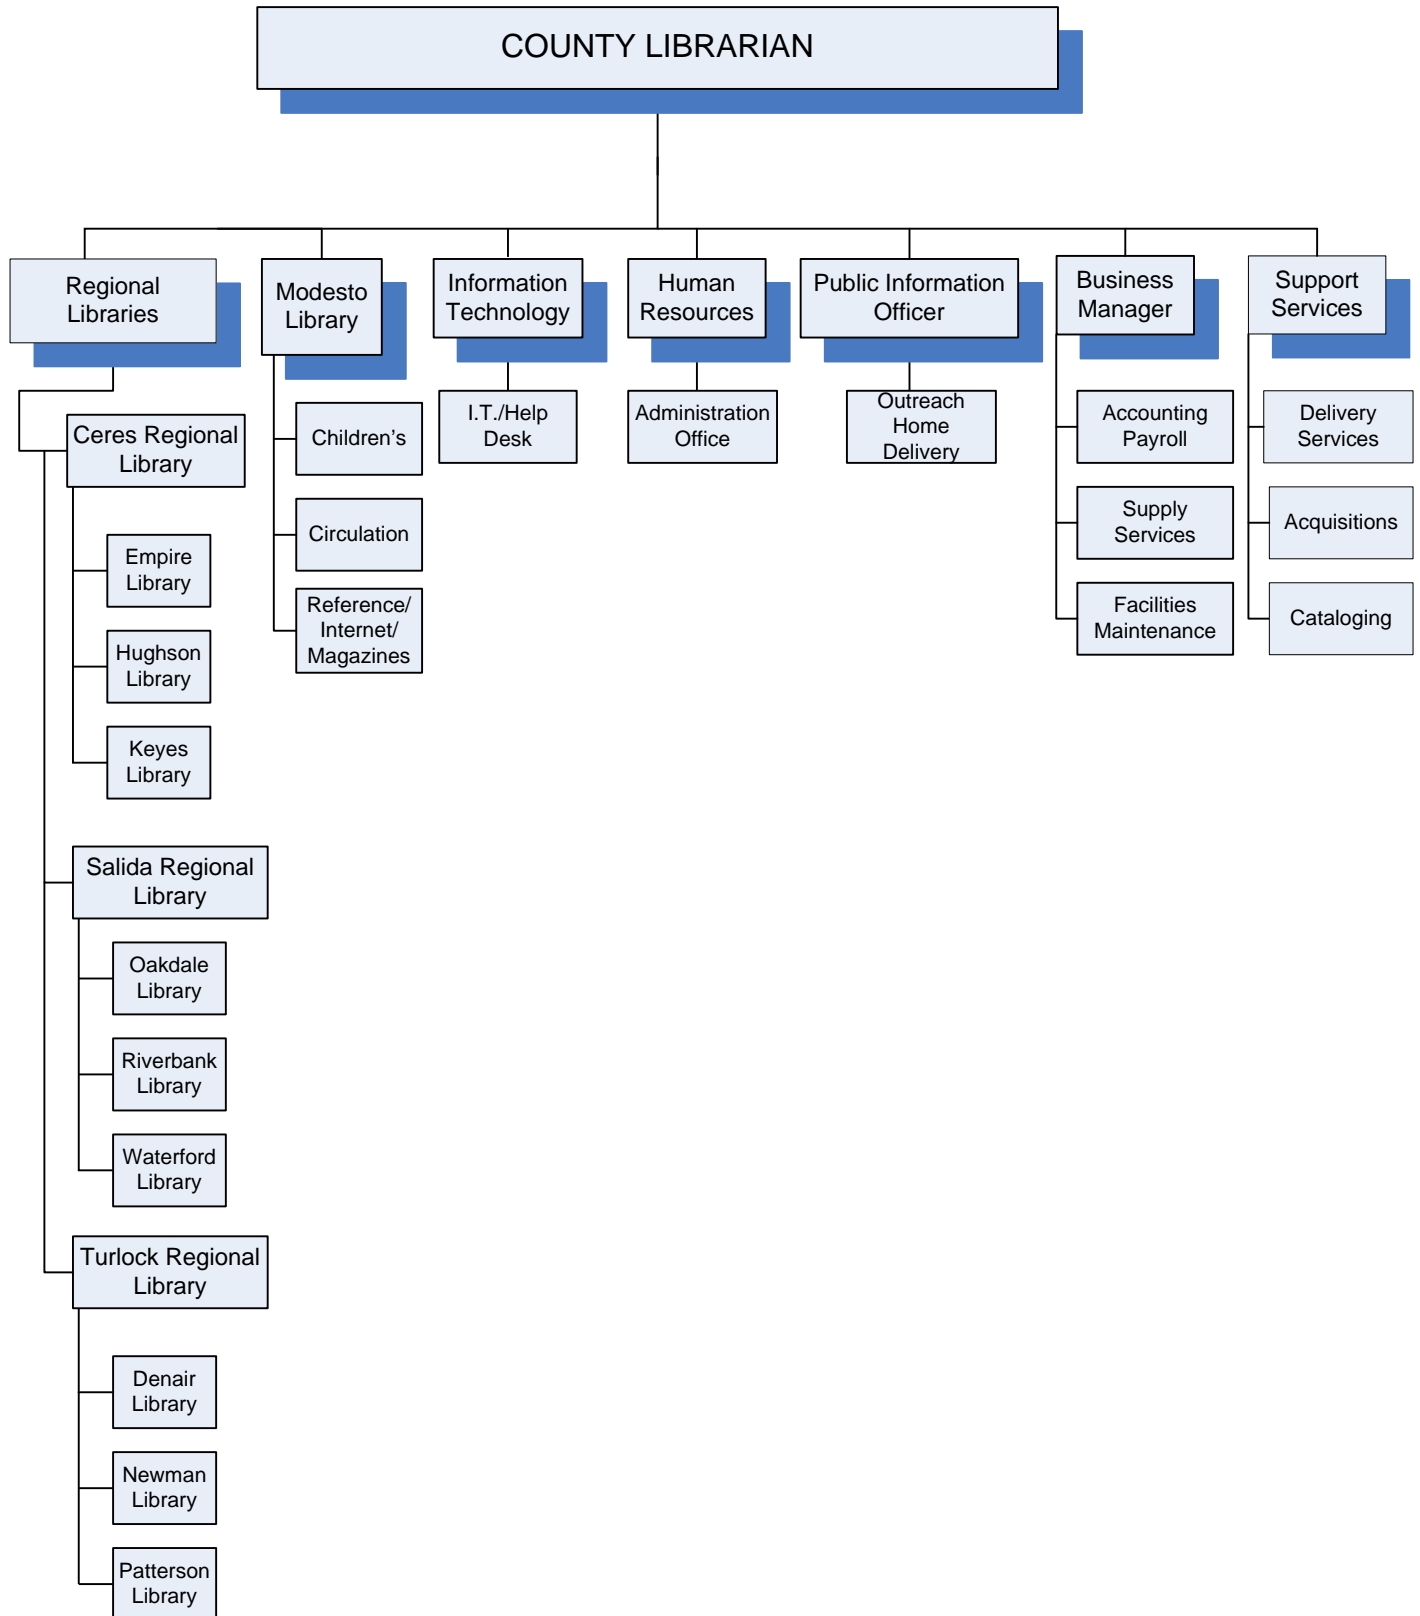 COUNTY LIBRARIAN
Regional
Libraries
Modesto
Library
Information
Technology
Human
Resources
Public Information
Officer
Business
Manager
Support
Services
Ceres Regional
Library
Empire
Library
Hughson
Library
Keyes
Library
Salida Regional
Library
Oakdale
Library
Riverbank
Library
Waterford
Library
Turlock Regional
Library
Denair
Library
Newman
Library
Patterson
Library
Children’s
Circulation
Reference/
Internet/
Magazines
I.T./Help
Desk
Administration
Office
Outreach
Home
Delivery
Accounting
Payroll
Supply
Services
Facilities
Maintenance
Delivery
Services
Acquisitions
Cataloging